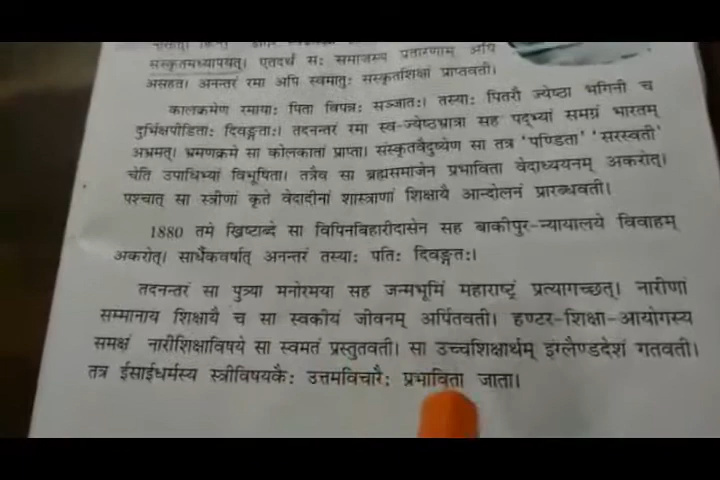 संस्कृतमध्यापयत्। एतदर्थं सः समाजस्य प्रतारणाम् अपि
असहत। अनन्तरं रमा अपि स्वमातुः संस्कृतशिक्षां प्राप्तवती।
कालक्रमेण रमायाः पिता विपन्नः सञ्जातः। तस्याः पितरौ ज्येष्ठा भगिनी च
दुर्भिक्षपीडिताः दिवङ्गताः। तदनन्तरं रमा स्व-ज्येष्ठभ्रात्रा सह पद्भ्यां समग्रं भारतम्
अभ्रमत्। भ्रमणक्रमे सा कोलकातां प्राप्ता। संस्कृतवैदुष्येण सा तत्र 'पण्डिता' 'सरस्वती'
चेति उपाधिभ्यां विभूषिता। तत्रैव सा ब्रह्मसमाजेन प्रभाविता वेदाध्ययनम् अकरोत्।
पश्चात् सा स्त्रीणां कृते वेदादीनां शास्त्राणां शिक्षायै आन्दोलनं प्रारब्धवती।
1880 तमे ख्रिष्टाब्दे सा विपिनबिहारीदासेन सह बाकीपुर-न्यायालये विवाहम्
अकरोत्। सार्धैकवर्षात् अनन्तरं तस्याः पतिः दिवङ्गतः।
तदनन्तरं सा पुत्र्या मनोरमया सह जन्मभूमिं महाराष्ट्रं प्रत्यागच्छत्। नारीणां
सम्मानाय शिक्षायै च सा स्वकीयं जीवनम् अर्पितवती। हण्टर-शिक्षा-आयोगस्य
समक्षं नारीशिक्षाविषये सा स्वमतं प्रस्तुतवती। सा उच्चशिक्षार्थम् इंग्लैण्डदेशं गतवती।
तत्र ईसाईधर्मस्य स्त्रीविषयकैः उत्तमविचारैः प्रभाविता जाता।